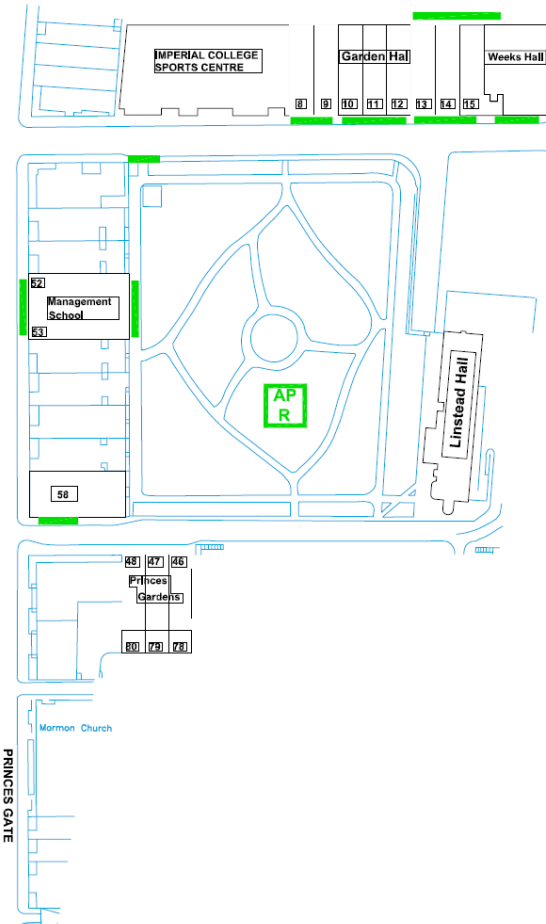 IMPERIAL COLLEGE
SPORTS CENTRE
Garden Hal
Weeks Hall
8
9
10
11
12
13
14
15
52
Management
School
53
AP
R
Linstead Hall
58
48
47
46
Princes
Gardens
80
79
78
Mormon Church
PRINCES GATE